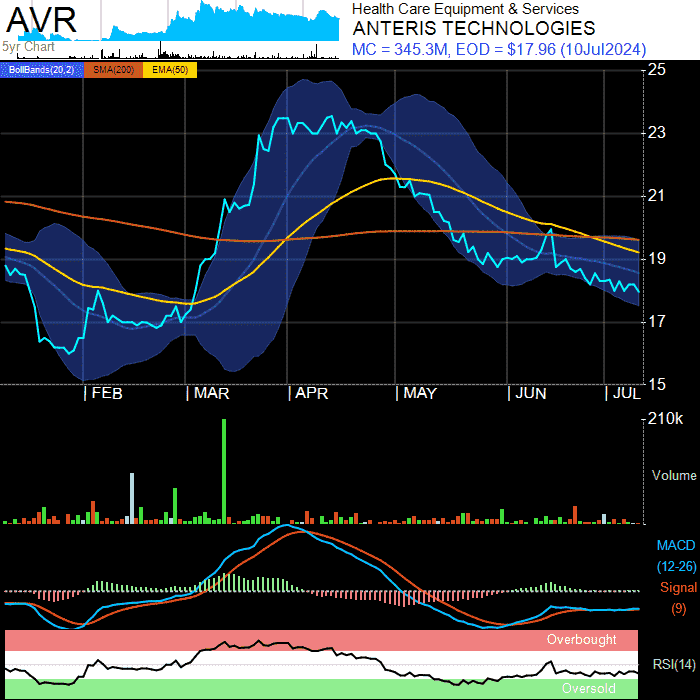 AVR
5yr Chart
Health Care Equipment & Services
ANTERIS TECHNOLOGIES
MC = 345.3M, EOD = $17.96 (10Jul2024)
BollBands(20,2) SMA(200) EMA(50)
25
23
21
19
17
15
FEB MAR APR MAY JUN JUL
210k
Volume
MACD
(12-26)
Signal
(9)
Overbought
RSI(14)
Oversold